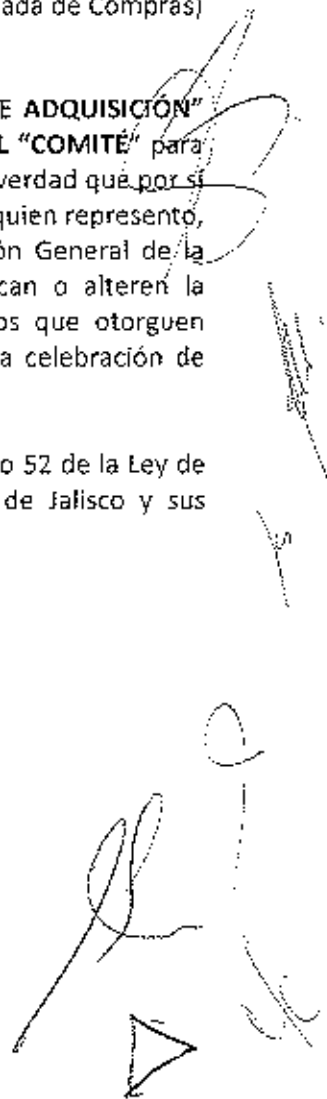 ada de Compras)
E ADQUISICIÓN"
L "COMITÉ" para
verdad que por sí
quien represento,
ón General de la
can o alteren la
os que otorguen
a celebración de
o 52 de la Ley de
de Jalisco y sus